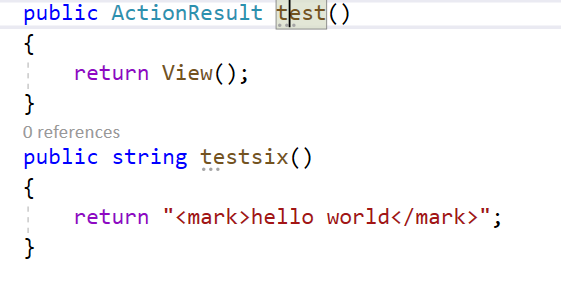 public ActionResult test()
{
return View();
}
0 references
public string testsix()
{
return "<mark>hello world</mark>";
}